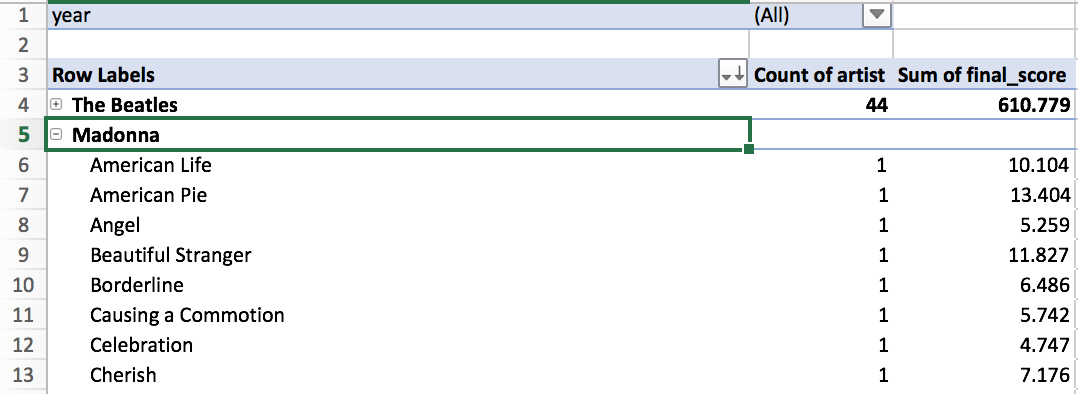 1 year (All)
2
3 Row Labels Count of artist Sum of final_score
4 The Beatles 44 610.779
5 Madonna
6 American Life 1 10.104
7 American Pie 1 13.404
8 Angel 1 5.259
9 Beautiful Stranger 1 11.827
10 Borderline 1 6.486
11 Causing a Commotion 1 5.742
12 Celebration 1 4.747
13 Cherish 1 7.176